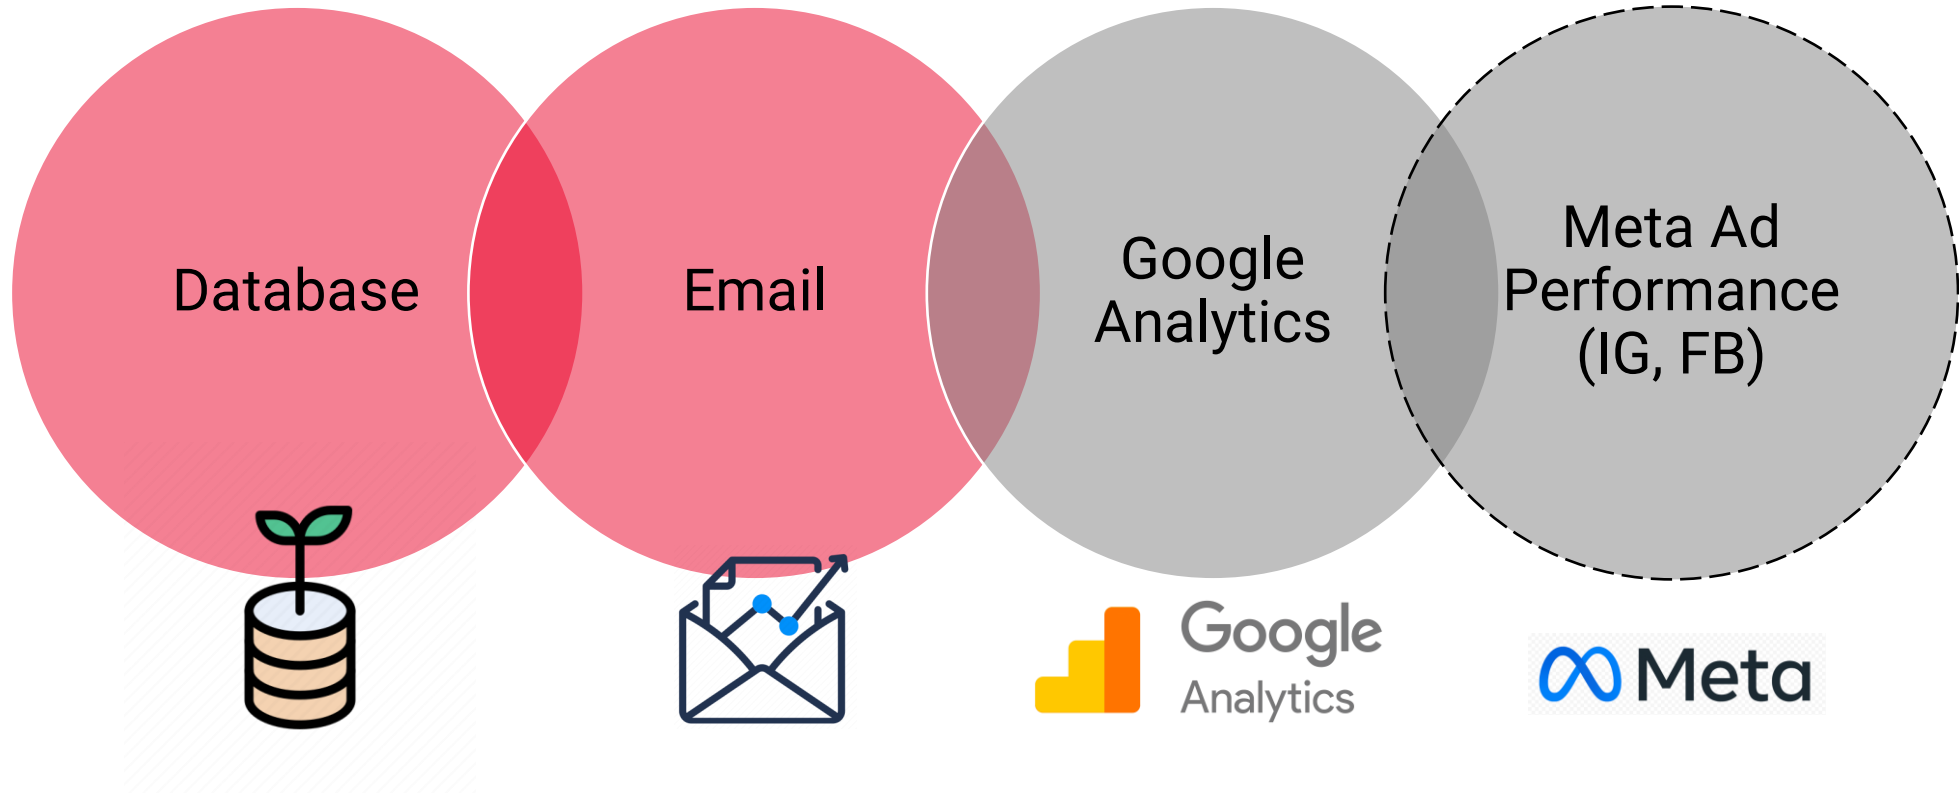 Database
Email
Google
Analytics
Meta Ad
Performance
(IG, FB)
Google
Analytics
Meta